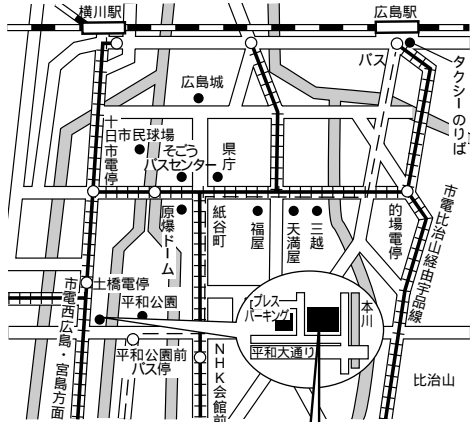 横川駅
広島駅
バス
タクシーのりば
広島城
十日市電停
市民球場
そごう
バスセンター
県庁
原爆ドーム
紙谷町
福屋
天満屋
三越
的場電停
市電比治山経由宇品線
土橋電停
平和公園
市電西広島・宮島方面
平和公園前
バス停
NHK会館前
プレス
パーキング
本川
平和大通り
比治山